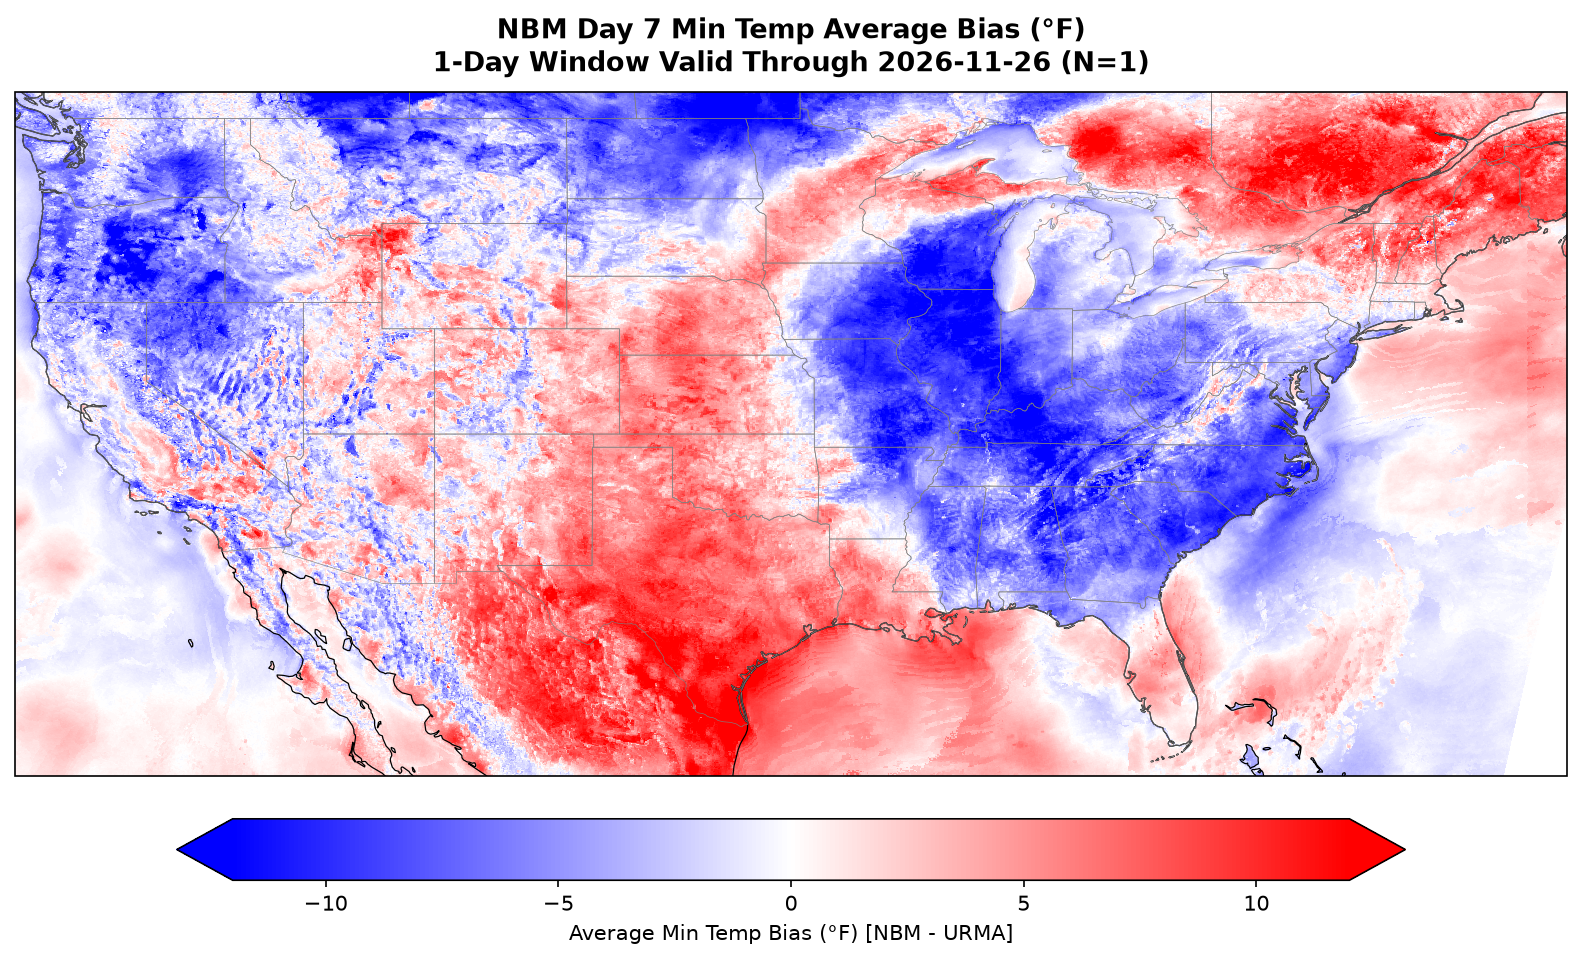 NBM Day 7 Min Temp Average Bias (°F)
1-Day Window Valid Through 2026-11-26 (N=1)
−10 −5 0 5 10
Average Min Temp Bias (°F) [NBM - URMA]